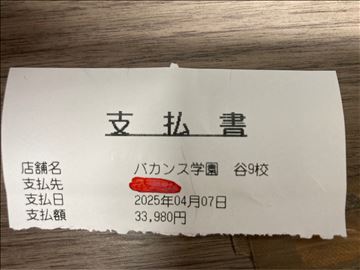 支払書
店舗名 バカンス学園 谷9校
支払先
支払日 2025年04月07日
支払額 33,980円